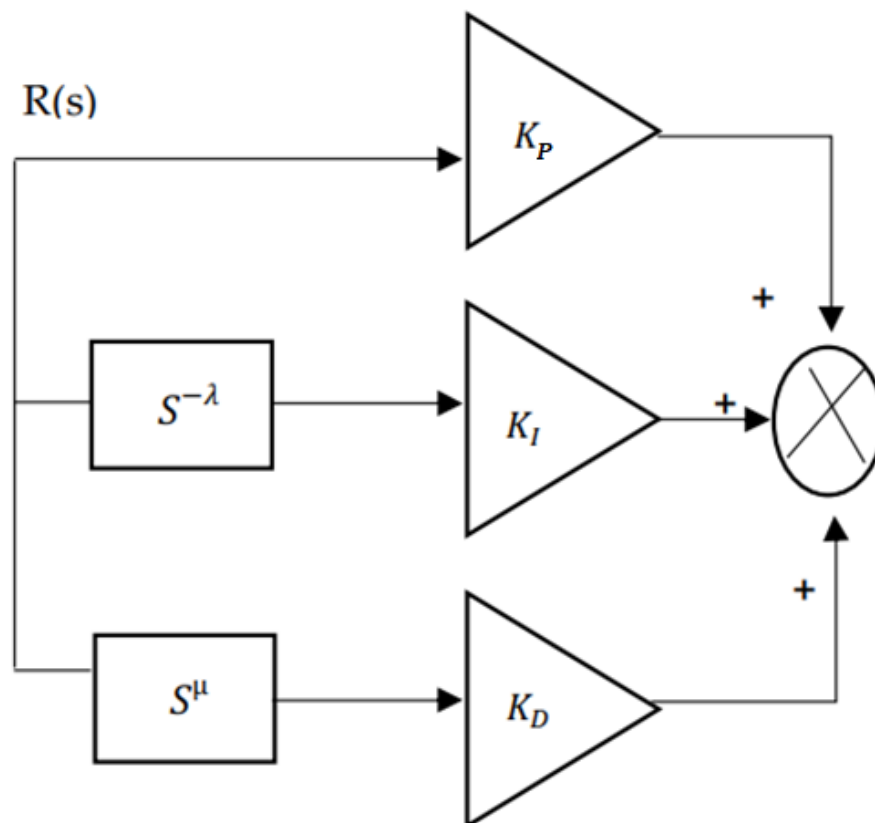 R(s)
K_P
+
S^{-λ}
K_I
+
+
S^μ
K_D